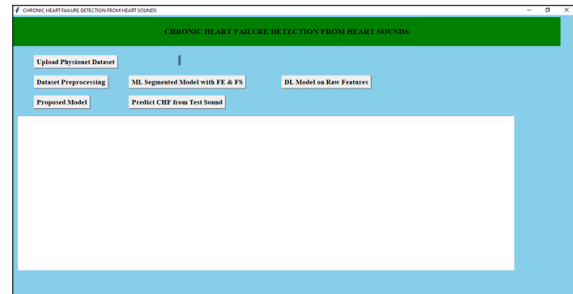 CHRONIC HEART FAILURE DETECTION FROM HEART SOUNDS
CHRONIC HEART FAILURE DETECTION FROM HEART SOUNDS
Upload Physionet Dataset
Dataset Preprocessing ML Segmented Model with FE & FS DL Model on Raw Features
Proposed Model Predict CHF from Test Sound